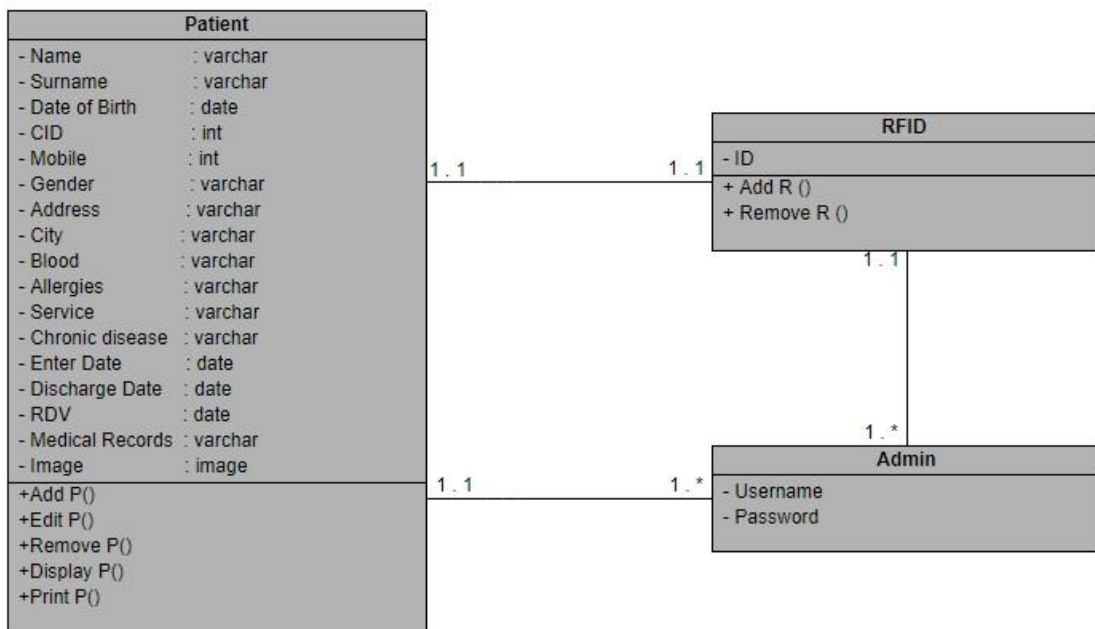 Patient
- Name : varchar
- Surname : varchar
- Date of Birth : date
- CID : int
- Mobile : int
- Gender : varchar
- Address : varchar
- City : varchar
- Blood : varchar
- Allergies : varchar
- Service : varchar
- Chronic disease : varchar
- Enter Date : date
- Discharge Date : date
- RDV : date
- Medical Records : varchar
- Image : image
+Add P()
+Edit P()
+Remove P()
+Display P()
+Print P()
1..1
1..1
RFID
- ID
+ Add R ()
+ Remove R ()
1..1
1..*
1..1
1..*
Admin
- Username
- Password